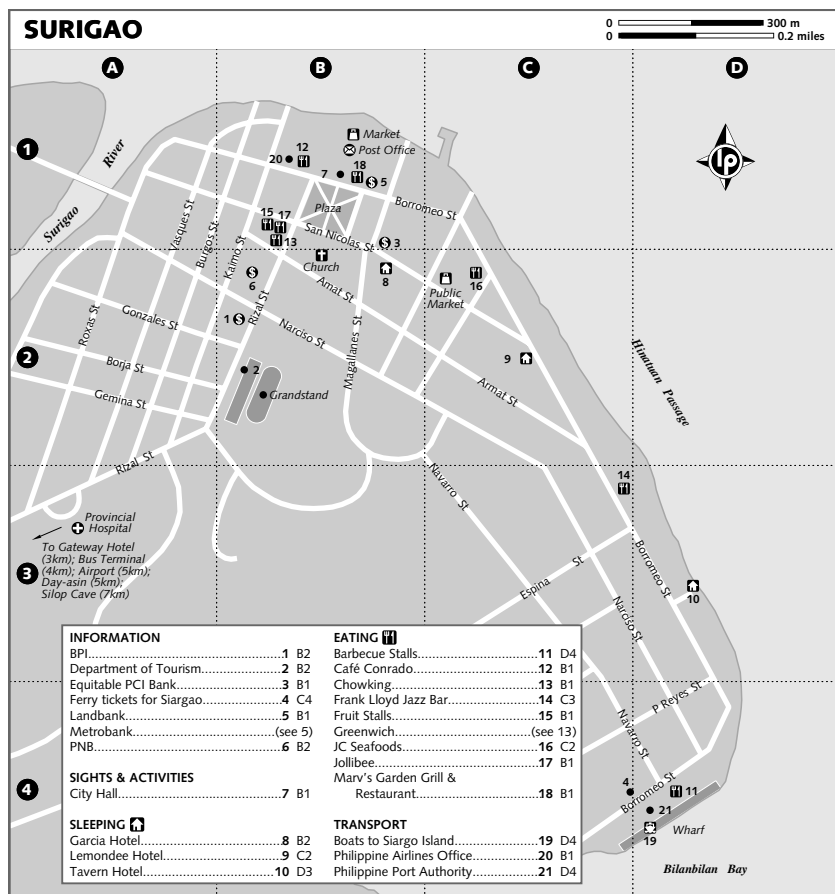 SURIGAO
0 300 m
0 0.2 miles
A B C D
1
2
3
4
lp
Surigao River
12
20
Market
Post Office
7
18
5
Plaza
Borromeo St
15 17
13
San Nicolas St
3
Vasques St
Burgos St
Kaimo St
Church
8
Amat St
Public Market
16
6
Rizal St
1
Narciso St
Magallanes St
Roxas St
Gonzales St
Borja St
Gemina St
2
Grandstand
9
Armat St
Hinatuan Passage
Rizal St
Navarro St
14
Provincial
Hospital
To Gateway Hotel
(3km); Bus Terminal
(4km); Airport (5km);
Day-asin (5km);
Silop Cave (7km)
Espina St
Borromeo St
10
Narciso St
P Reyes St
Navarro St
4
Borromeo St
11
21
19
Wharf
Bilanbilan Bay
INFORMATION
BPI 1 B2
Department of Tourism 2 B2
Equitable PCI Bank 3 B1
Ferry tickets for Siargao 4 C4
Landbank 5 B1
Metrobank (see 5)
PNB 6 B2
SIGHTS & ACTIVITIES
City Hall 7 B1
SLEEPING
Garcia Hotel 8 B2
Lemondee Hotel 9 C2
Tavern Hotel 10 D3
EATING
Barbecue Stalls 11 D4
Café Conrado 12 B1
Chowking 13 B1
Frank Lloyd Jazz Bar 14 C3
Fruit Stalls 15 B1
Greenwich (see 13)
JC Seafoods 16 C2
Jollibee 17 B1
Marv's Garden Grill &
Restaurant 18 B1
TRANSPORT
Boats to Siargo Island 19 D4
Philippine Airlines Office 20 B1
Philippine Port Authority 21 D4